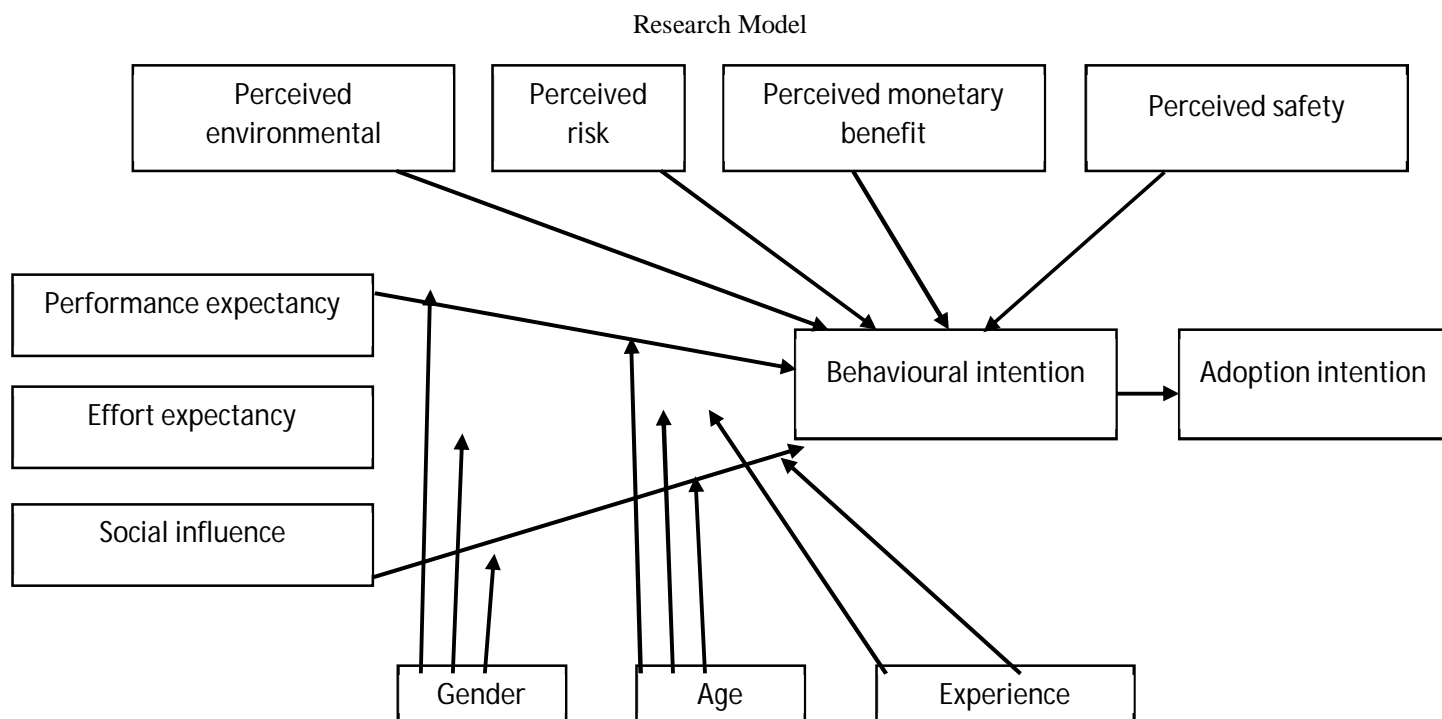 Research Model
Perceived
environmental
Perceived
risk
Perceived monetary
benefit
Perceived safety
Performance expectancy
Effort expectancy
Social influence
Behavioural intention
Adoption intention
Gender
Age
Experience